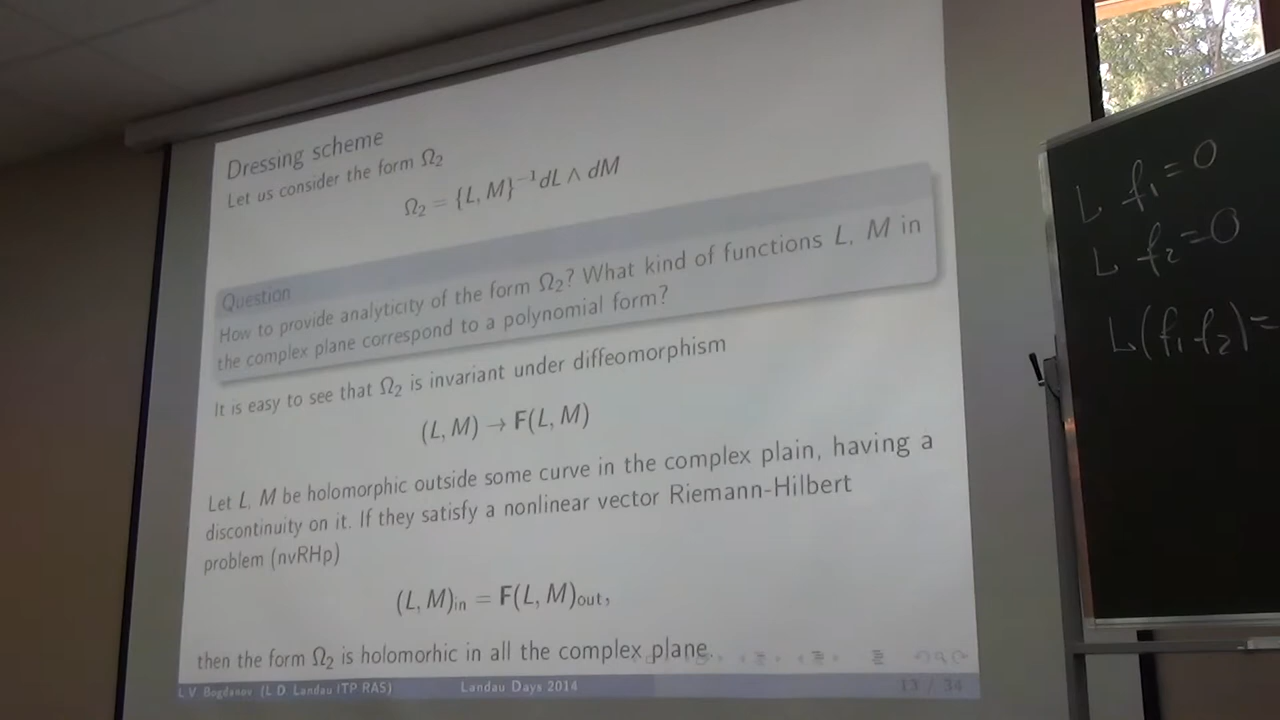 Dressing scheme
Let us consider the form Ω₂
Ω₂ = {L, M}⁻¹dL ∧ dM
Question
How to provide analyticity of the form Ω₂? What kind of functions L, M in
the complex plane correspond to a polynomial form?
It is easy to see that Ω₂ is invariant under diffeomorphism
(L, M) → F(L, M)
Let L, M be holomorphic outside some curve in the complex plain, having a
discontinuity on it. If they satisfy a nonlinear vector Riemann-Hilbert
problem (nvRHp)
(L, M)in = F(L, M)out,
then the form Ω₂ is holomorhic in all the complex plane.
L V Bogdanov (L D Landau ITP RAS) Landau Days 2014 13 / 34
L f₁ = 0
L f₂ = 0
L(f₁ f₂) =